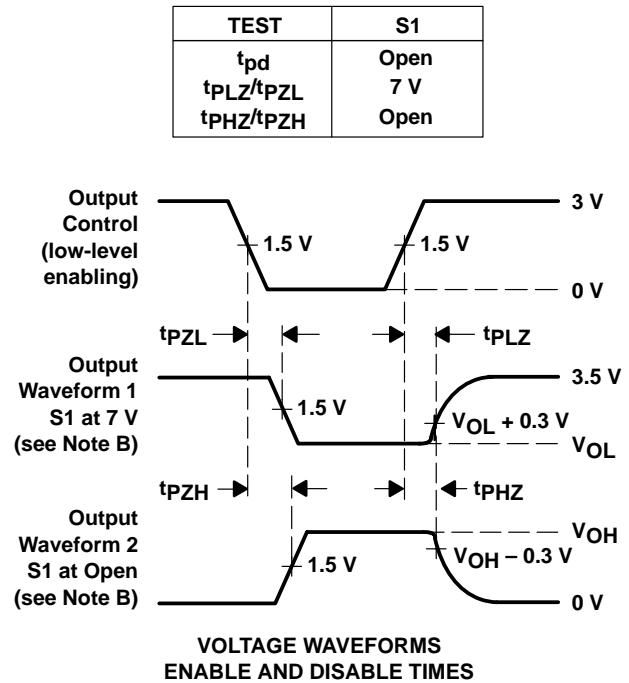 TEST S1
tpd Open
tPLZ/tPZL 7 V
tPHZ/tPZH Open
Output
Control
(low-level
enabling)
1.5 V
1.5 V
3 V
0 V
tPZL
tPLZ
Output
Waveform 1
S1 at 7 V
(see Note B)
1.5 V
3.5 V
VOL + 0.3 V
VOL
tPZH
tPHZ
Output
Waveform 2
S1 at Open
(see Note B)
1.5 V
VOH
VOH – 0.3 V
0 V
VOLTAGE WAVEFORMS
ENABLE AND DISABLE TIMES